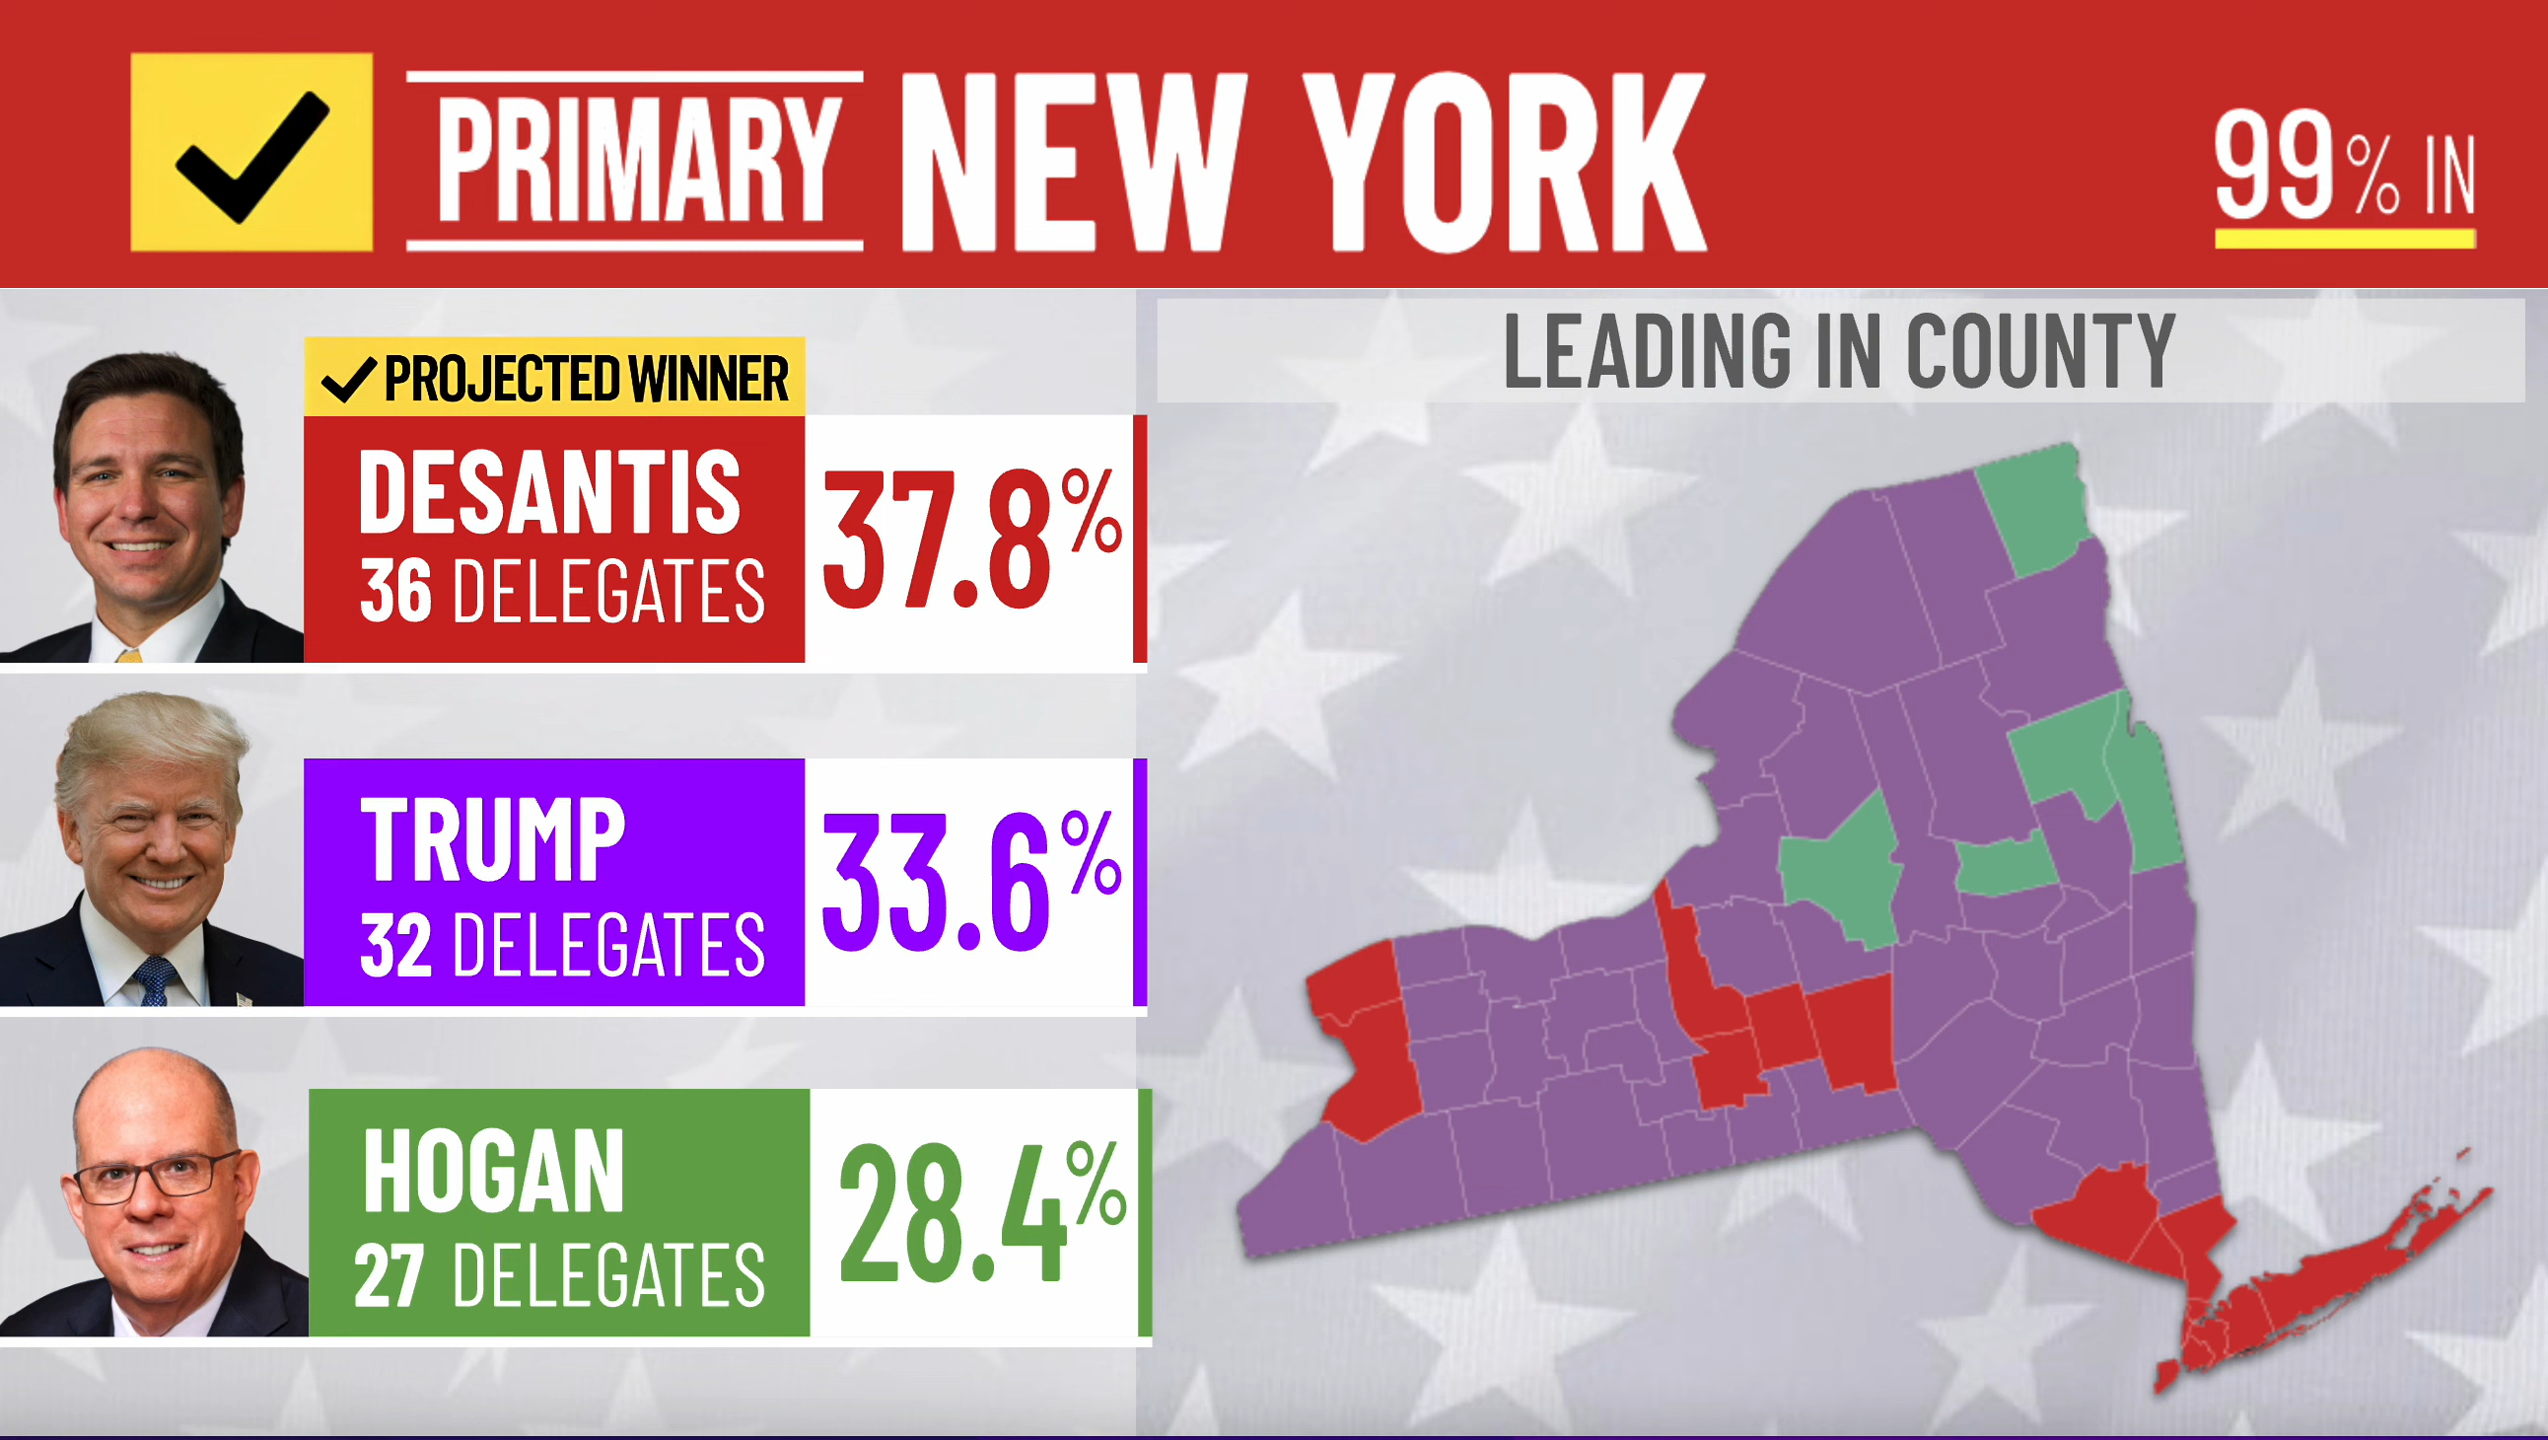 PRIMARY NEW YORK
99% IN
PROJECTED WINNER
DESANTIS
36 DELEGATES
37.8%
TRUMP
32 DELEGATES
33.6%
HOGAN
27 DELEGATES
28.4%
LEADING IN COUNTY